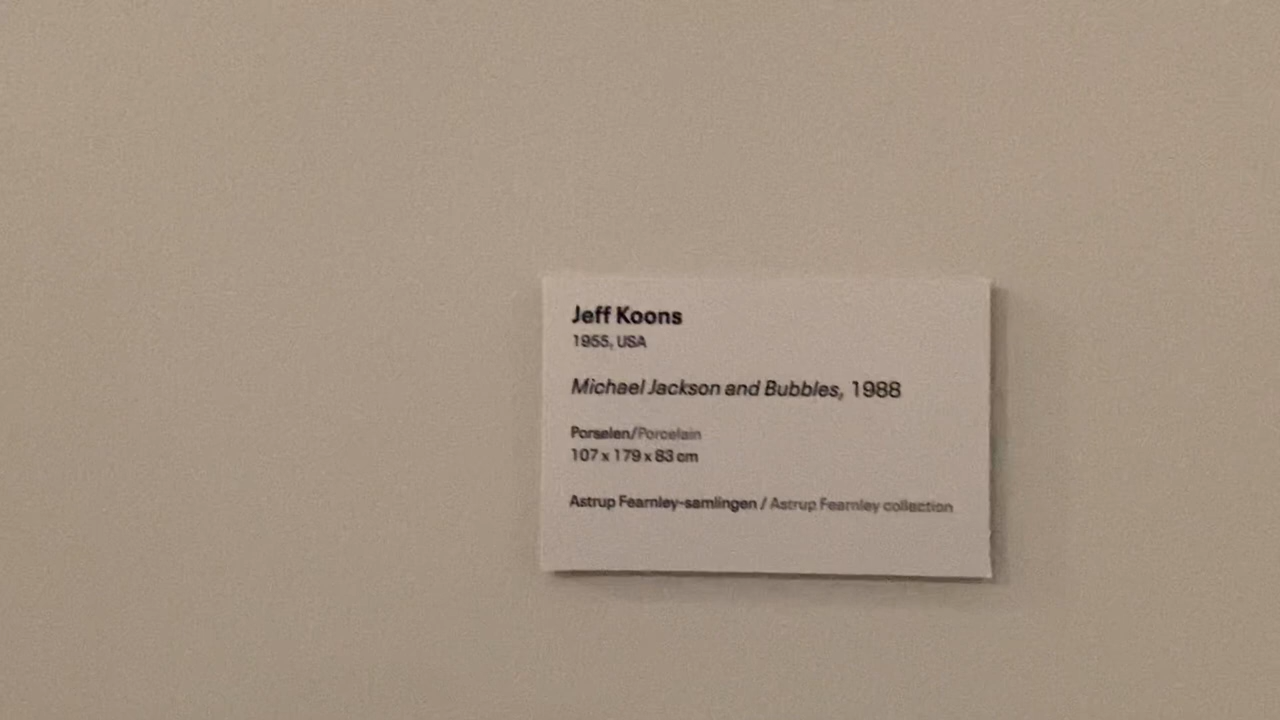 Jeff Koons
1955, USA
Michael Jackson and Bubbles, 1988
Porselen/Porcelain
107 x 179 x 83 cm
Astrup Fearnley-samlingen / Astrup Fearnley collection